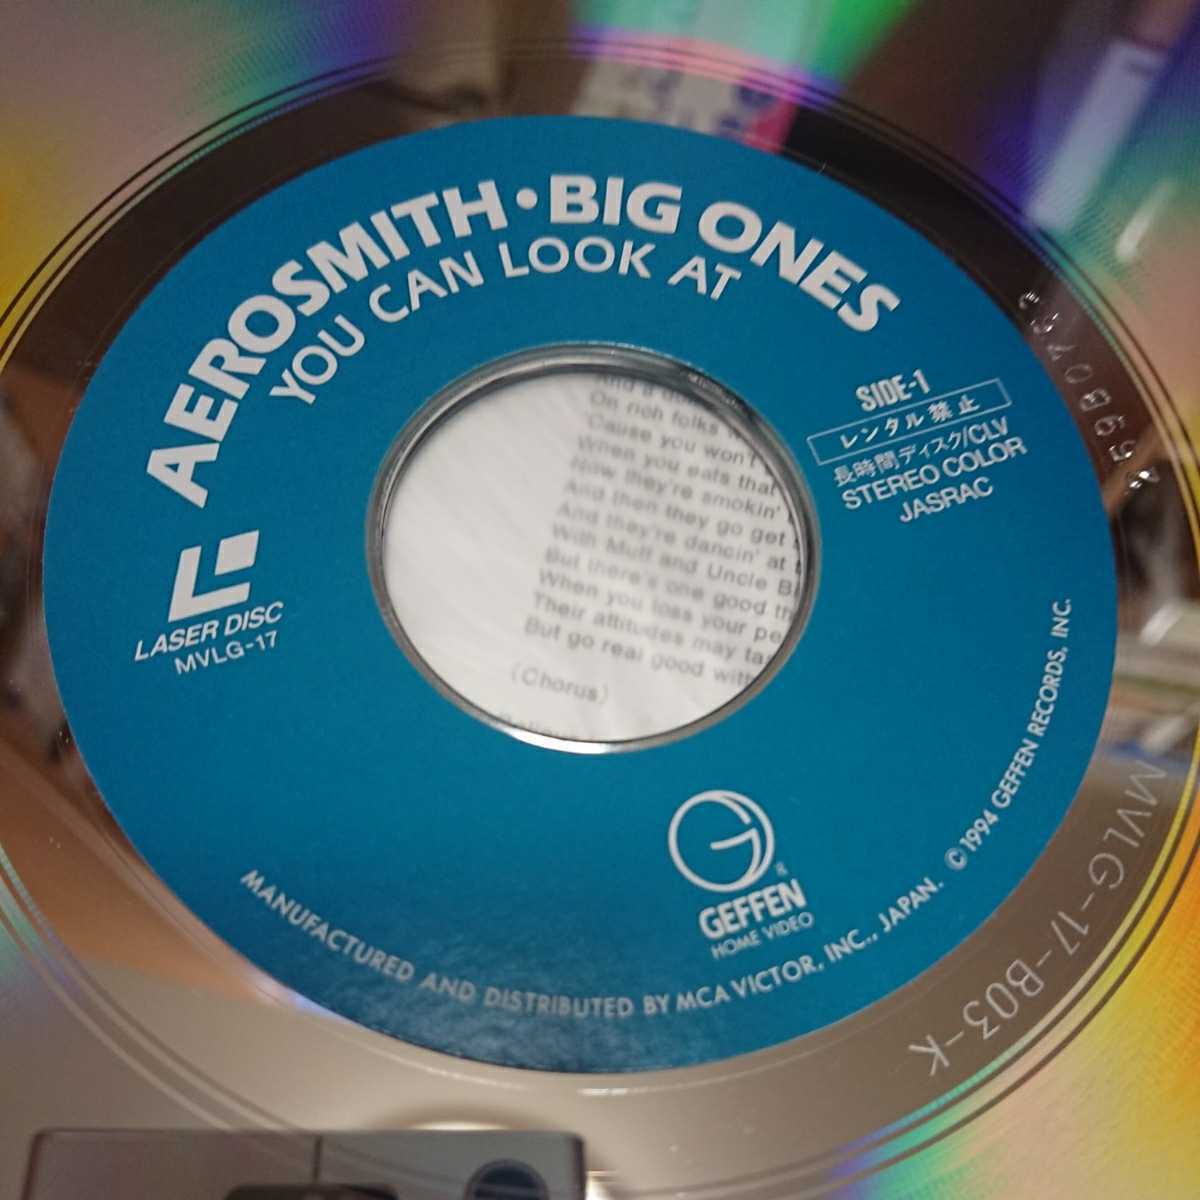 AEROSMITH・BIG ONES
YOU CAN LOOK AT
SIDE-1
レンタル禁止
長時間ディスク/CLV
STEREO COLOR
JASRAC
LASER DISC
MVLG-17
On rich folks
'Cause you won't
When you eats that
Now they're smokin'
And then they go get
And they're dancin' at
With Muff and Uncle
But there's one good
When you loss your
Their attitudes may
But go real good with
(Chorus)
®
GEFFEN
HOME VIDEO
MANUFACTURED AND DISTRIBUTED BY MCA VICTOR, INC., JAPAN. © 1994 GEFFEN RECORDS, INC.
MVLG-17-B03-K